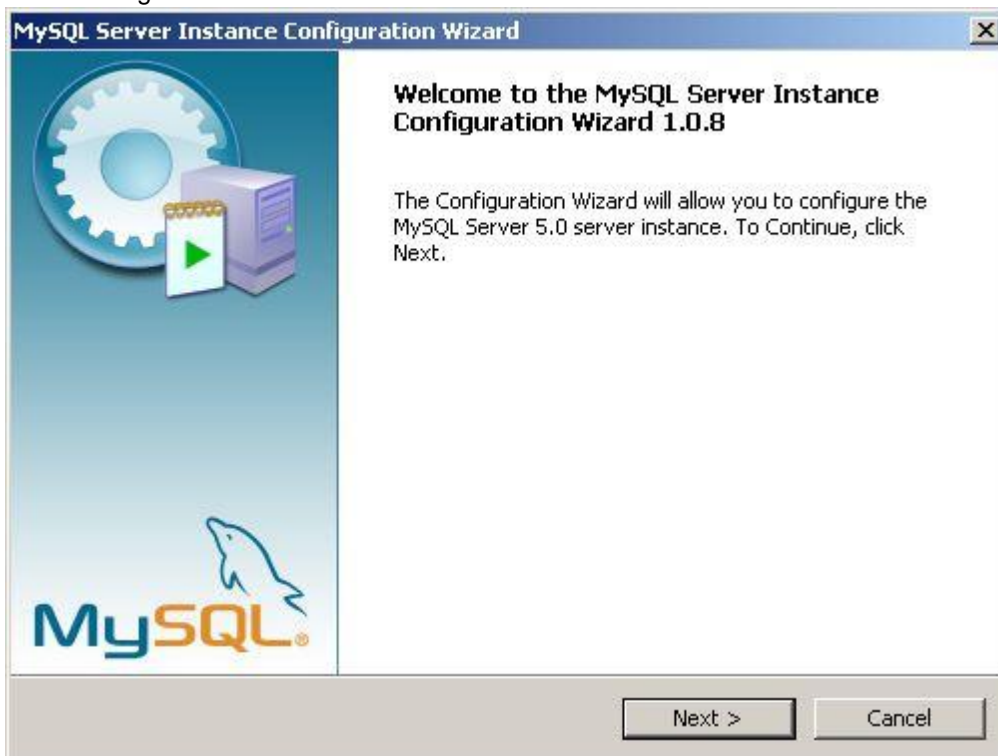 MySQL Server Instance Configuration Wizard
Welcome to the MySQL Server Instance
Configuration Wizard 1.0.8
The Configuration Wizard will allow you to configure the
MySQL Server 5.0 server instance. To Continue, click
Next.
MySQL®
Next >
Cancel